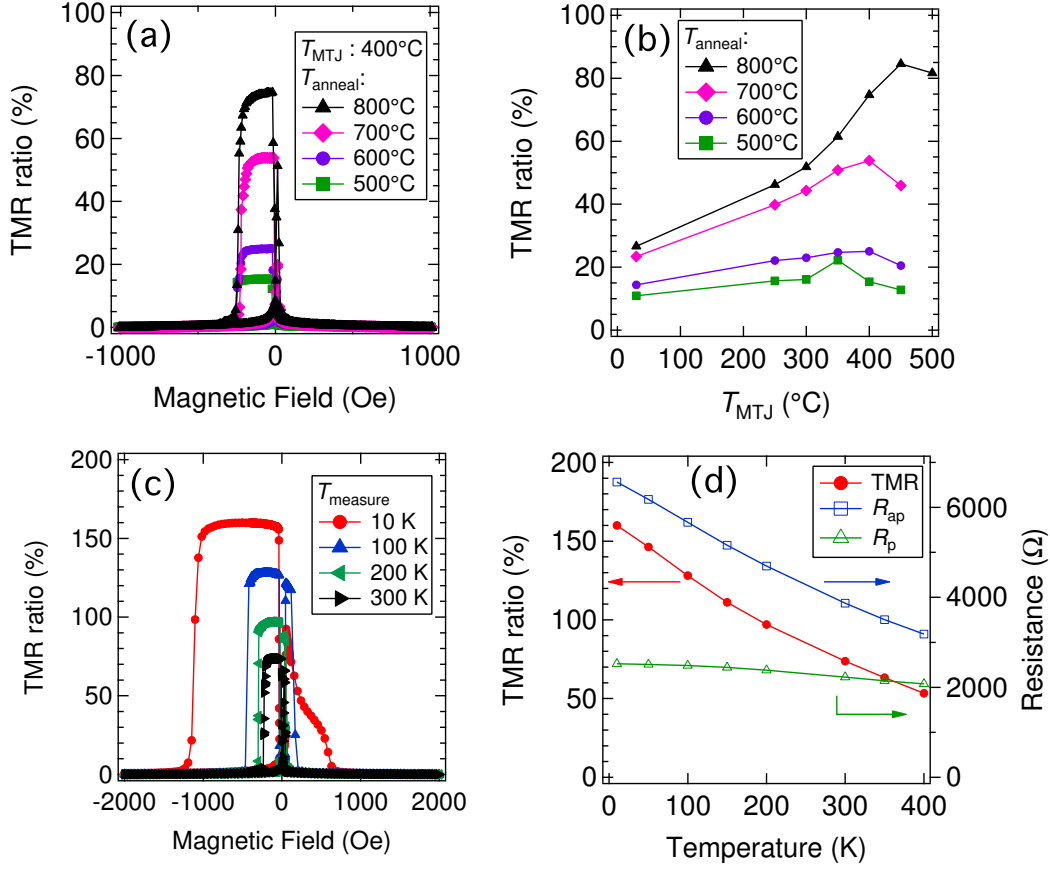 (a)
T_MTJ : 400°C
T_anneal:
800°C
700°C
600°C
500°C
TMR ratio (%)
80
60
40
20
0
-1000
0
1000
Magnetic Field (Oe)
(b)
T_anneal:
800°C
700°C
600°C
500°C
TMR ratio (%)
100
80
60
40
20
0
0
100
200
300
400
500
T_MTJ (°C)
(c)
T_measure
10 K
100 K
200 K
300 K
TMR ratio (%)
200
150
100
50
0
-2000
-1000
0
1000
2000
Magnetic Field (Oe)
(d)
TMR
R_ap
R_p
TMR ratio (%)
200
150
100
50
0
6000
4000
2000
0
Resistance (Ω)
0
100
200
300
400
Temperature (K)